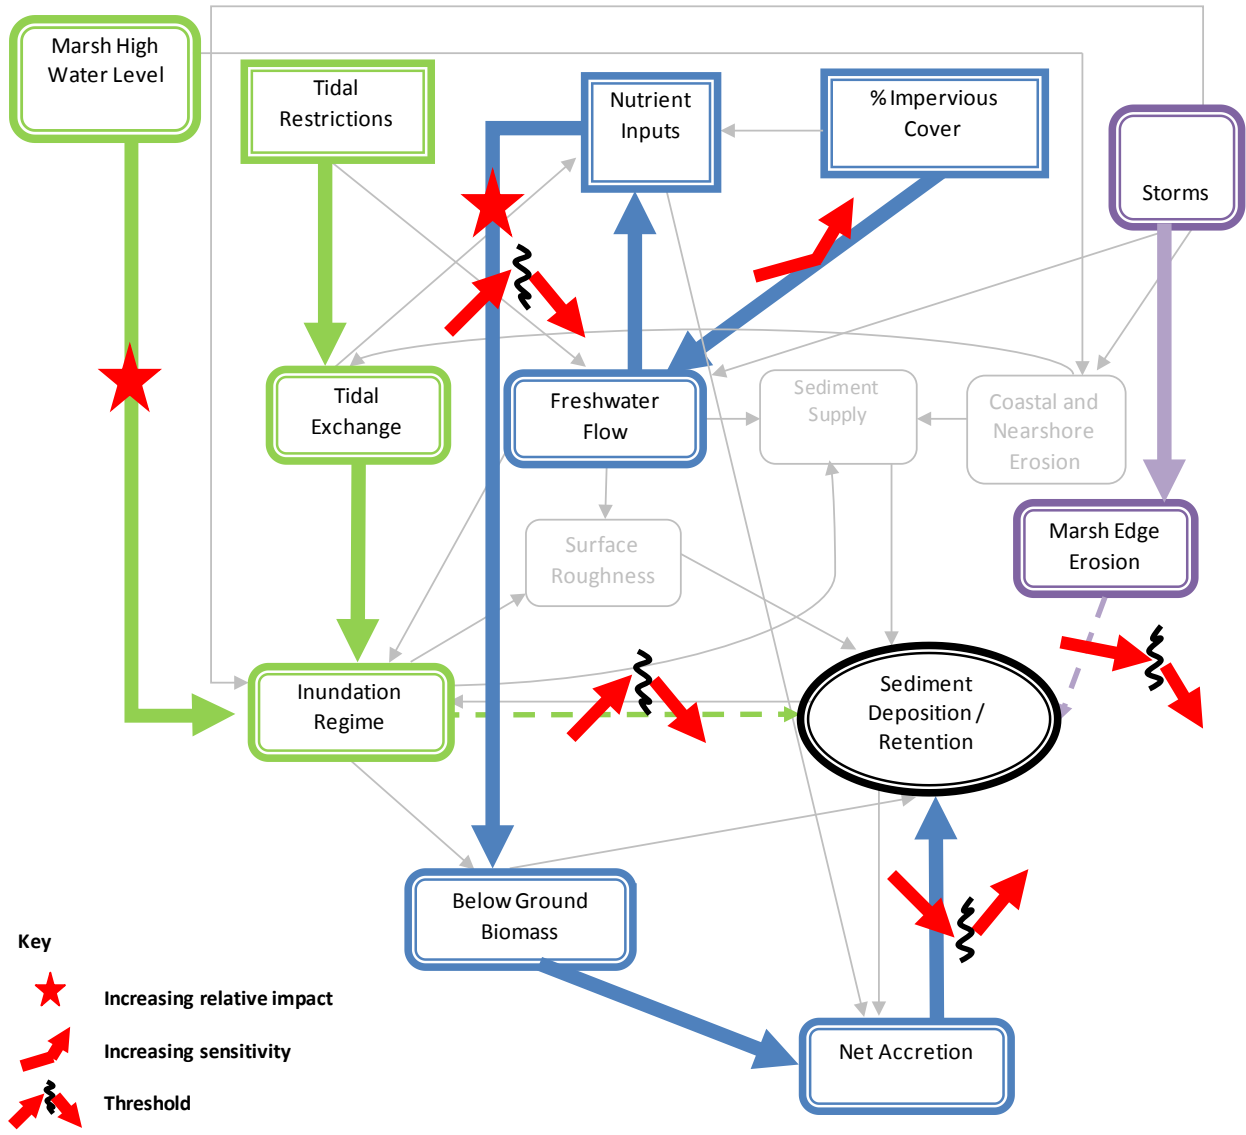 Marsh High
Water Level
Tidal
Restrictions
Nutrient
Inputs
% Impervious
Cover
Storms
Tidal
Exchange
Freshwater
Flow
Sediment
Supply
Coastal and
Nearshore
Erosion
Surface
Roughness
Marsh Edge
Erosion
Inundation
Regime
Sediment
Deposition /
Retention
Below Ground
Biomass
Net Accretion
Key
Increasing relative impact
Increasing sensitivity
Threshold